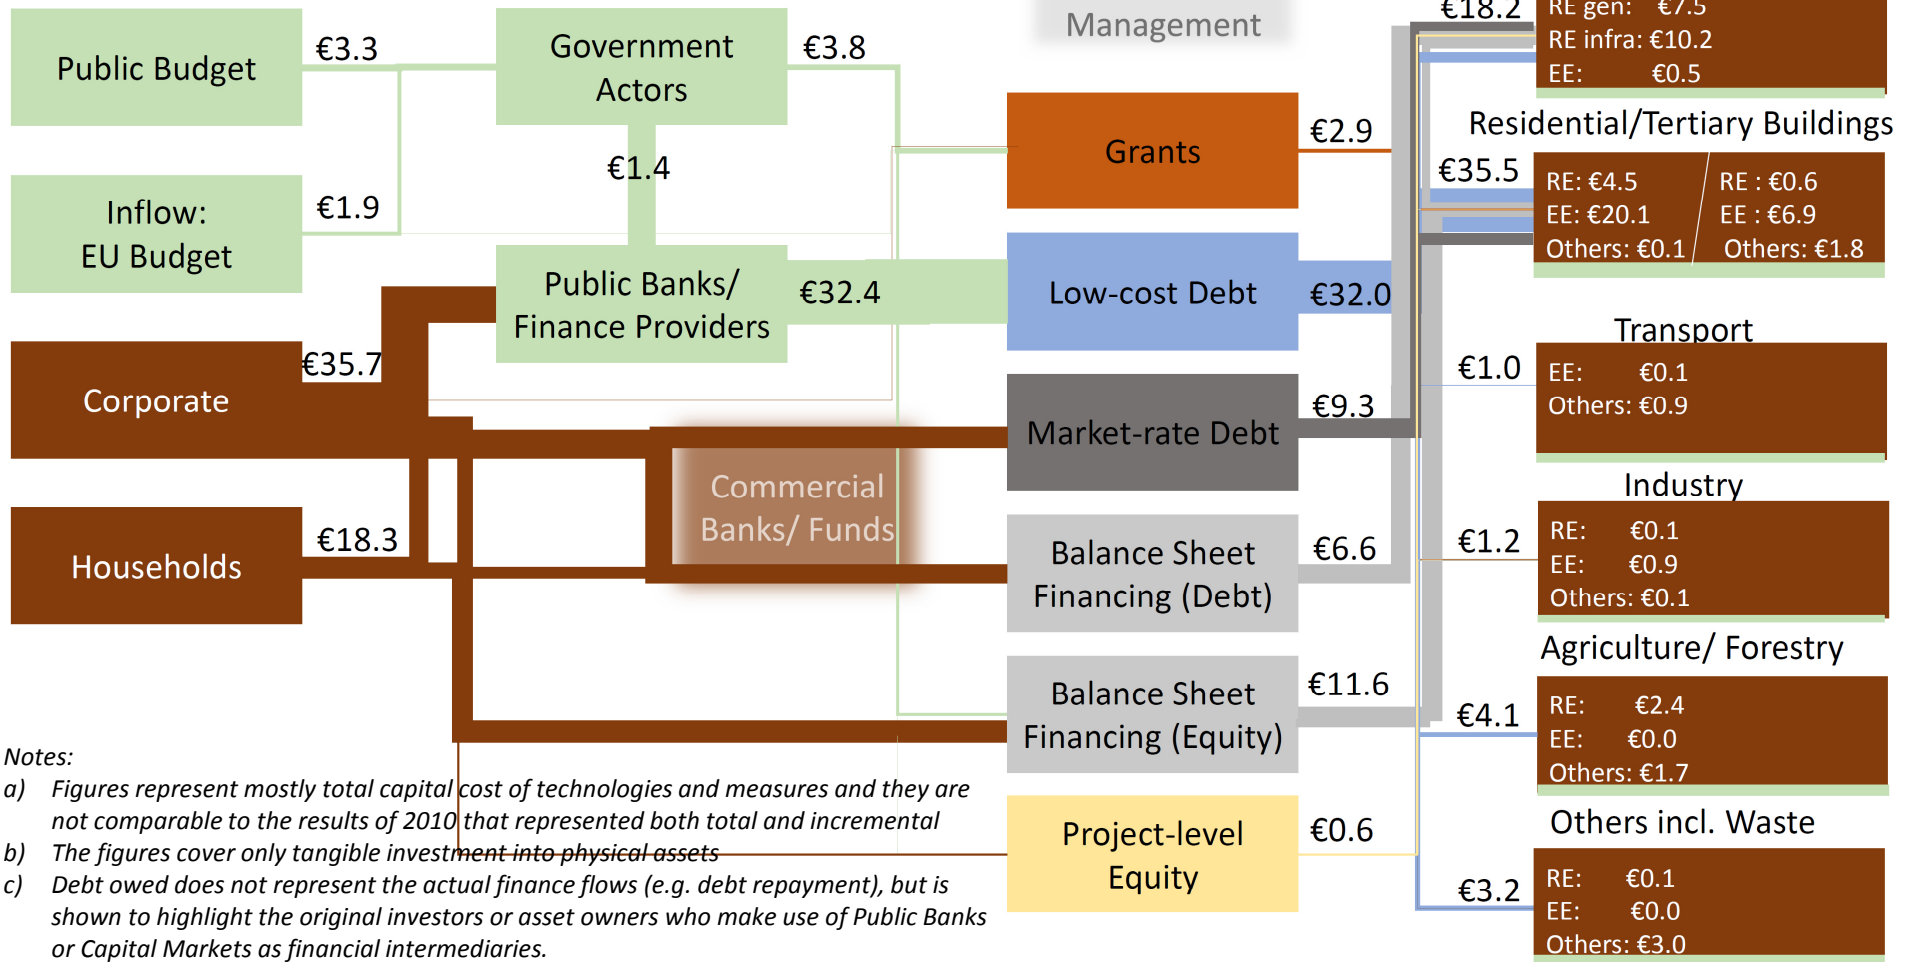 Public Budget
€3.3
Government
Actors
€3.8
Management
€18.2
RE gen: €7.5
RE infra: €10.2
EE: €0.5
Inflow:
EU Budget
€1.9
€1.4
Grants
€2.9
Residential/Tertiary Buildings
€35.5
RE: €4.5
EE: €20.1
Others: €0.1
RE : €0.6
EE : €6.9
Others: €1.8
Public Banks/
Finance Providers
€32.4
Low-cost Debt
€32.0
Corporate
€35.7
Transport
€1.0
EE: €0.1
Others: €0.9
Market-rate Debt
€9.3
Commercial
Banks/ Funds
Households
€18.3
Balance Sheet
Financing (Debt)
€6.6
Industry
€1.2
RE: €0.1
EE: €0.9
Others: €0.1
Balance Sheet
Financing (Equity)
€11.6
Agriculture/ Forestry
€4.1
RE: €2.4
EE: €0.0
Others: €1.7
Project-level
Equity
€0.6
Others incl. Waste
€3.2
RE: €0.1
EE: €0.0
Others: €3.0
Notes:
a) Figures represent mostly total capital cost of technologies and measures and they are
not comparable to the results of 2010 that represented both total and incremental
b) The figures cover only tangible investment into physical assets
c) Debt owed does not represent the actual finance flows (e.g. debt repayment), but is
shown to highlight the original investors or asset owners who make use of Public Banks
or Capital Markets as financial intermediaries.